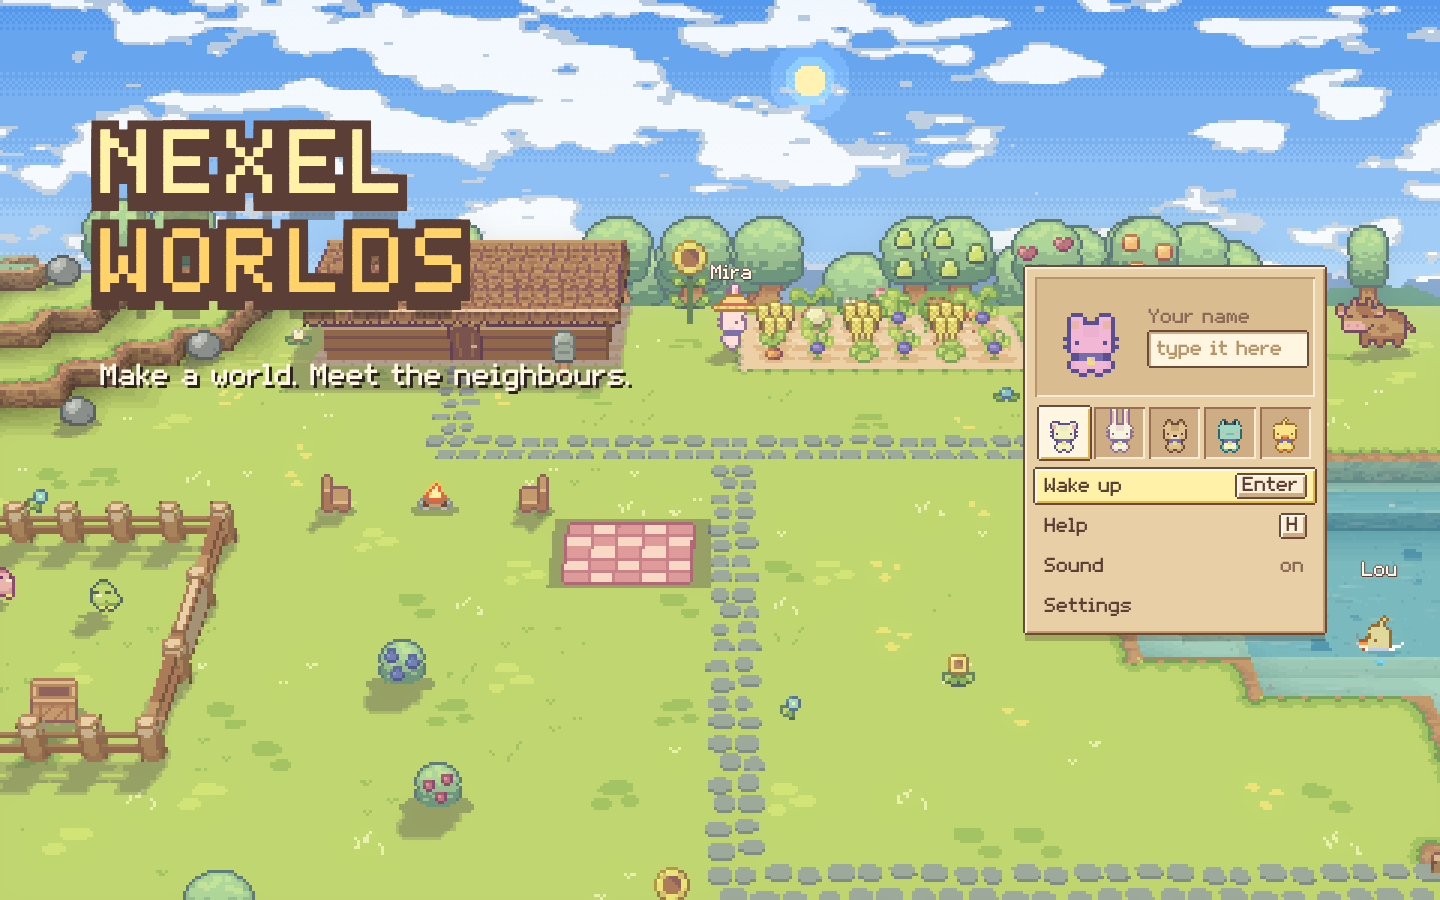 NEXEL
WORLDS
Make a world. Meet the neighbours.
Mira
Your name
type it here
Wake up Enter
Help H
Sound on
Settings
Lou